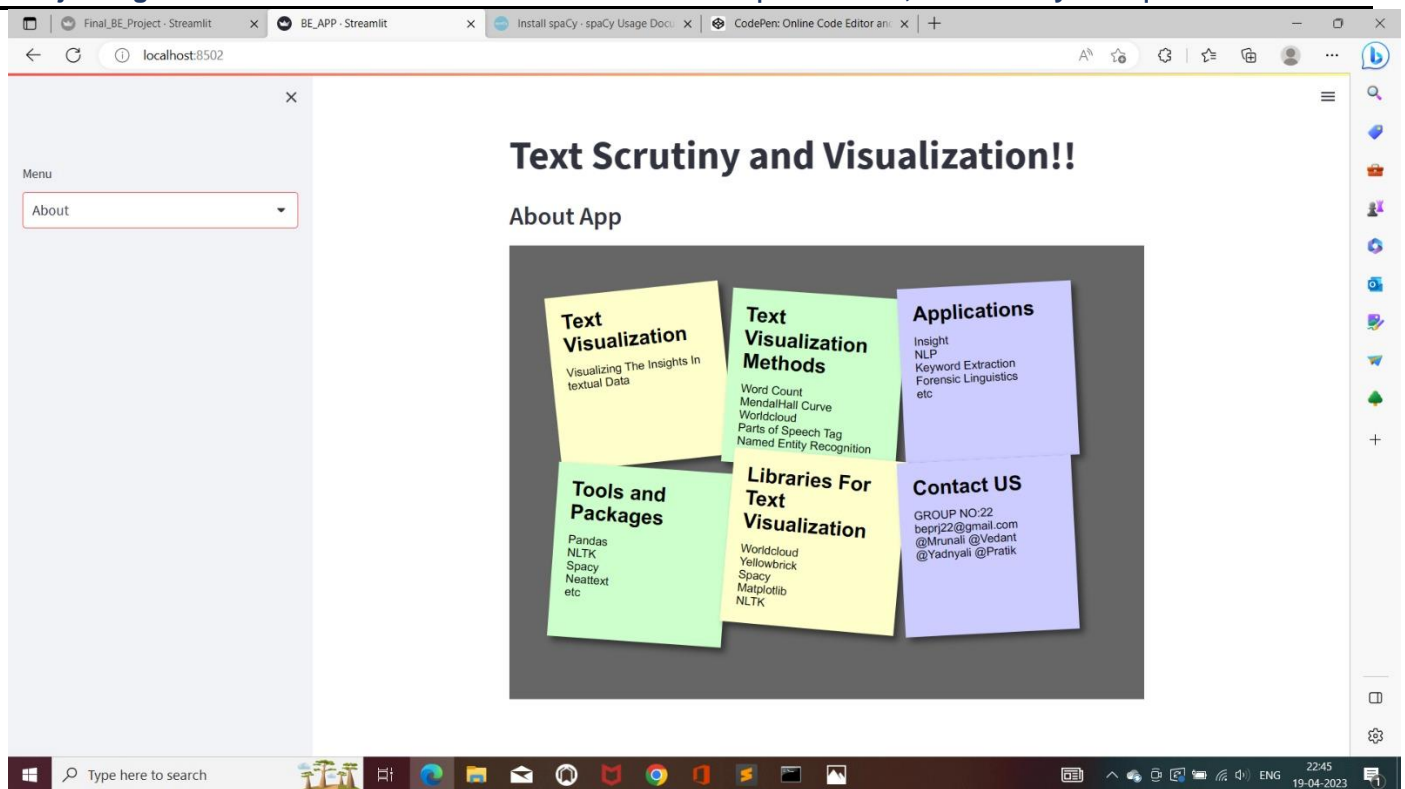 Final_BE_Project - Streamlit
BE_APP · Streamlit
Install spaCy · spaCy Usage Docu
CodePen: Online Code Editor and
localhost:8502
Menu
About
Text Scrutiny and Visualization!!
About App
Text
Visualization
Visualizing The Insights In
textual Data
Text
Visualization
Methods
Word Count
MendalHall Curve
Worldcloud
Parts of Speech Tag
Named Entity Recognition
Applications
Insight
NLP
Keyword Extraction
Forensic Linguistics
etc
Tools and
Packages
Pandas
NLTK
Spacy
Neattext
etc
Libraries For
Text
Visualization
Worldcloud
Yellowbrick
Spacy
Matplotlib
NLTK
Contact US
GROUP NO:22
beprj22@gmail.com
@Mrunali @Vedant
@Yadnyali @Pratik
Type here to search
ENG
22:45
19-04-2023
1